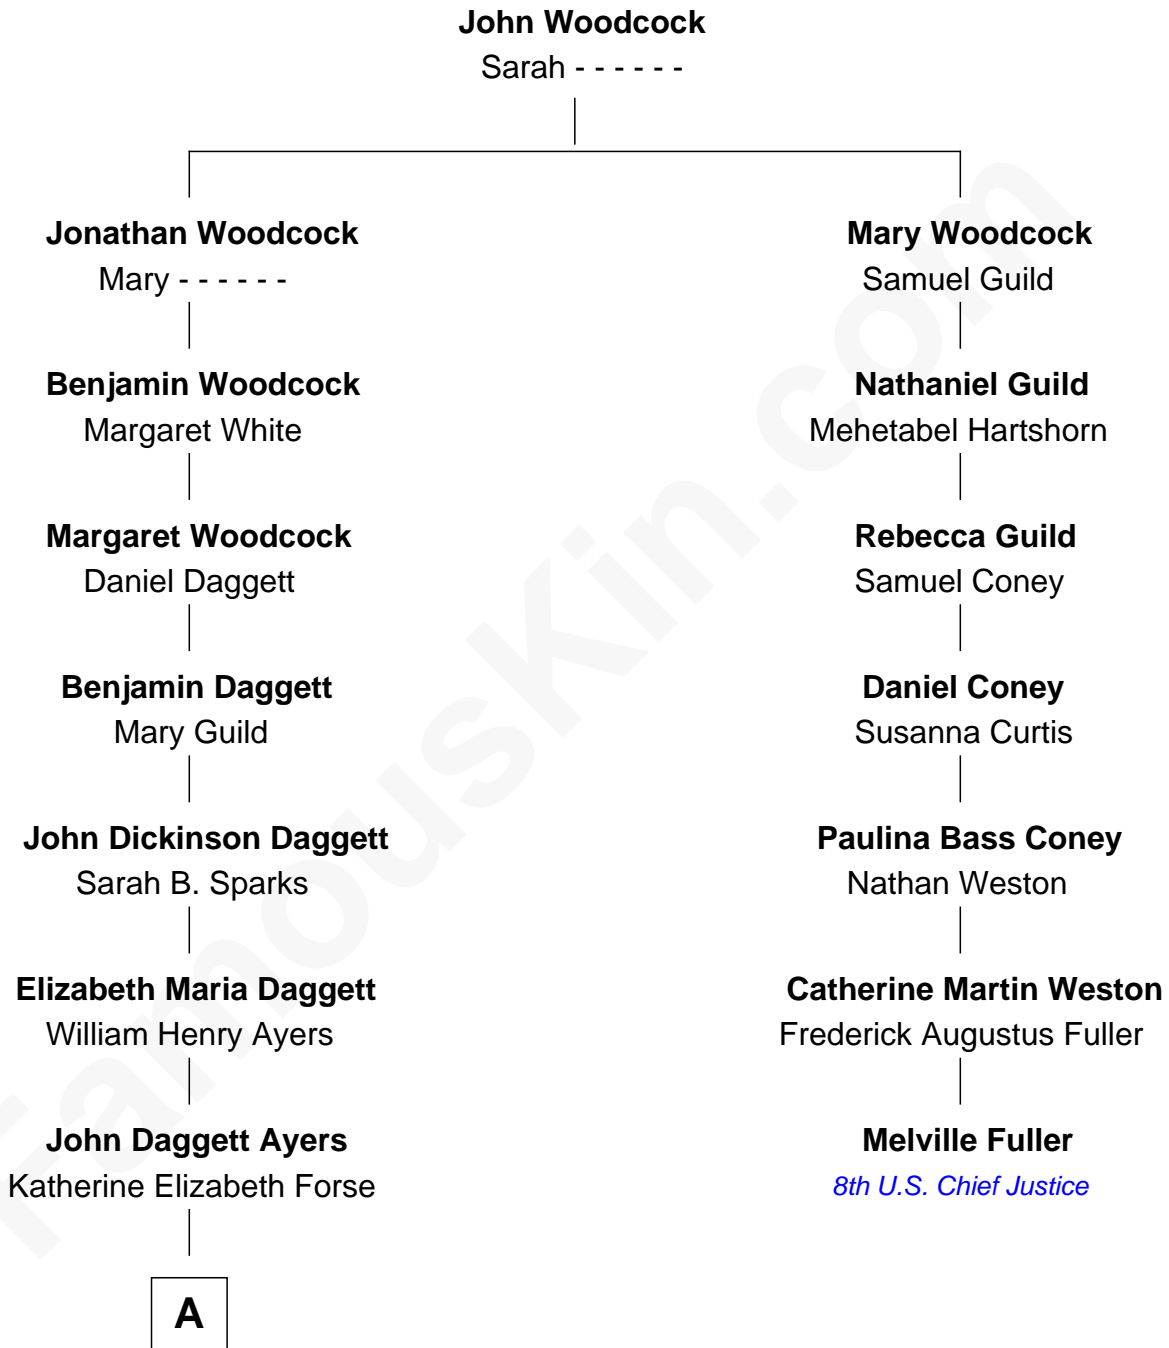 John Woodcock
Sarah - - - - - -
Jonathan Woodcock
Mary - - - - - -
Mary Woodcock
Samuel Guild
Benjamin Woodcock
Margaret White
Nathaniel Guild
Mehetabel Hartshorn
Margaret Woodcock
Daniel Daggett
Rebecca Guild
Samuel Coney
Benjamin Daggett
Mary Guild
Daniel Coney
Susanna Curtis
John Dickinson Daggett
Sarah B. Sparks
Paulina Bass Coney
Nathan Weston
Elizabeth Maria Daggett
William Henry Ayers
Catherine Martin Weston
Frederick Augustus Fuller
John Daggett Ayers
Katherine Elizabeth Forse
Melville Fuller
8th U.S. Chief Justice
A
FamousKin.com